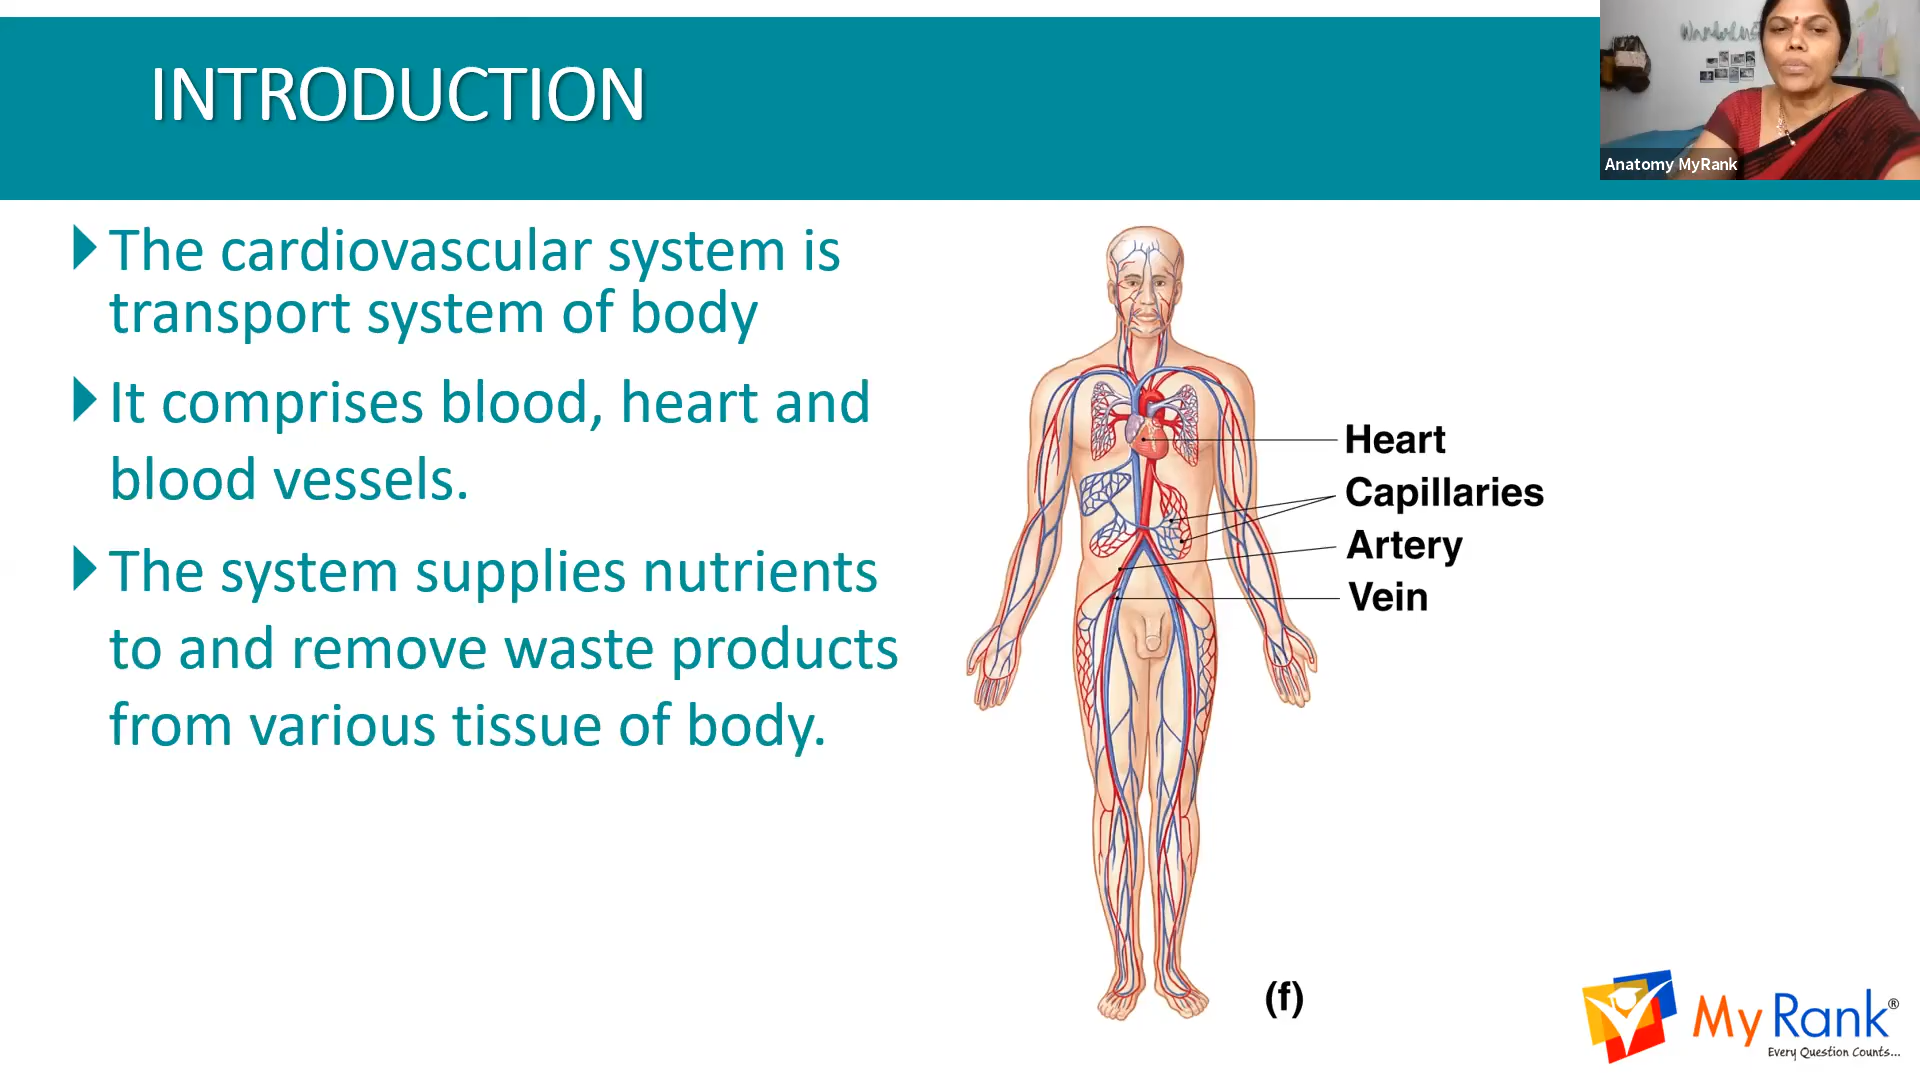 INTRODUCTION
Anatomy MyRank
The cardiovascular system is
transport system of body
It comprises blood, heart and
blood vessels.
The system supplies nutrients
to and remove waste products
from various tissue of body.
Heart
Capillaries
Artery
Vein
(f)
My Rank®
Every Question Counts...